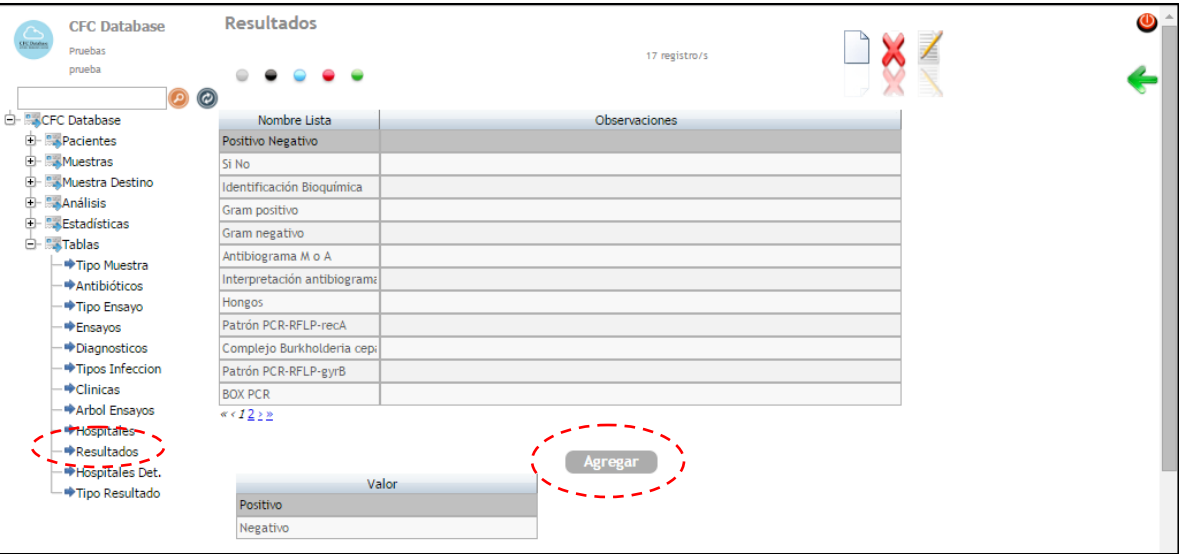 CFC Database
Pruebas
prueba
CFC Database
Pacientes
Muestras
Muestra Destino
Análisis
Estadísticas
Tablas
Tipo Muestra
Antibióticos
Tipo Ensayo
Ensayos
Diagnosticos
Tipos Infeccion
Clinicas
Arbol Ensayos
Hospitales
Resultados
Hospitales Det.
Tipo Resultado
Resultados
17 registro/s
Nombre Lista Observaciones
Positivo Negativo
Si No
Identificación Bioquímica
Gram positivo
Gram negativo
Antibiograma M o A
Interpretación antibiograma
Hongos
Patrón PCR-RFLP-recA
Complejo Burkholderia cepa
Patrón PCR-RFLP-gyrB
BOX PCR
« ‹ 1 2 › »
Agregar
Valor
Positivo
Negativo